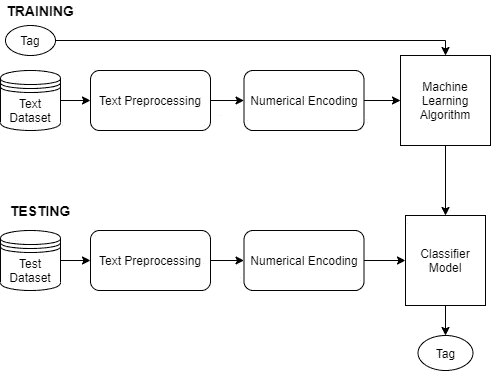 TRAINING
Tag
Text
Dataset
Text Preprocessing
Numerical Encoding
Machine
Learning
Algorithm
TESTING
Test
Dataset
Text Preprocessing
Numerical Encoding
Classifier
Model
Tag